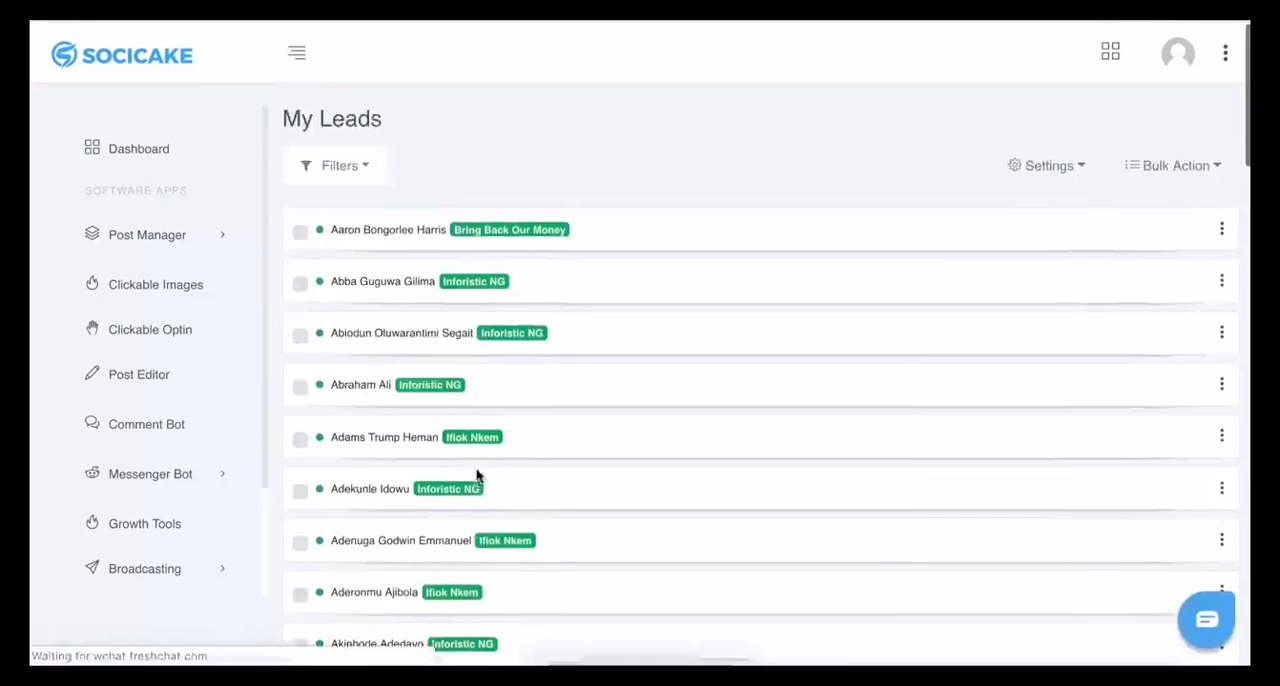 SOCICAKE
My Leads
Dashboard
SOFTWARE APPS
Filters
Settings
Bulk Action
Post Manager
Clickable Images
Clickable Optin
Post Editor
Comment Bot
Messenger Bot
Growth Tools
Broadcasting
Aaron Bongorlee Harris Bring Back Our Money
Abba Guguwa Gilima Inforistic NG
Abiodun Oluwarantimi Segait Inforistic NG
Abraham Ali Inforistic NG
Adams Trump Heman Ifiok Nkem
Adekunle Idowu Inforistic NG
Adenuga Godwin Emmanuel Ifiok Nkem
Aderonmu Ajibola Ifiok Nkem
Akinbode Adedayo Inforistic NG
Waiting for wchat.freshchat.com